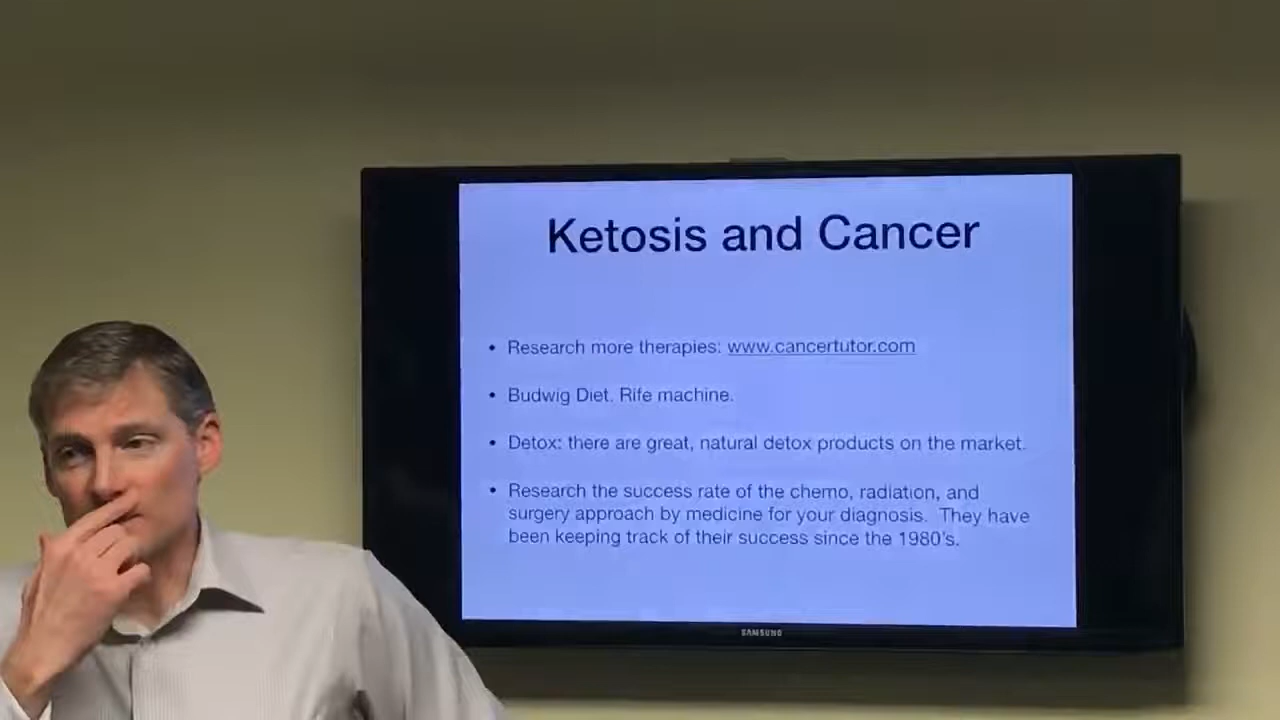 Ketosis and Cancer
• Research more therapies: www.cancertutor.com
• Budwig Diet. Rife machine.
• Detox: there are great, natural detox products on the market.
• Research the success rate of the chemo, radiation, and
surgery approach by medicine for your diagnosis. They have
been keeping track of their success since the 1980's.
SAMSUNG